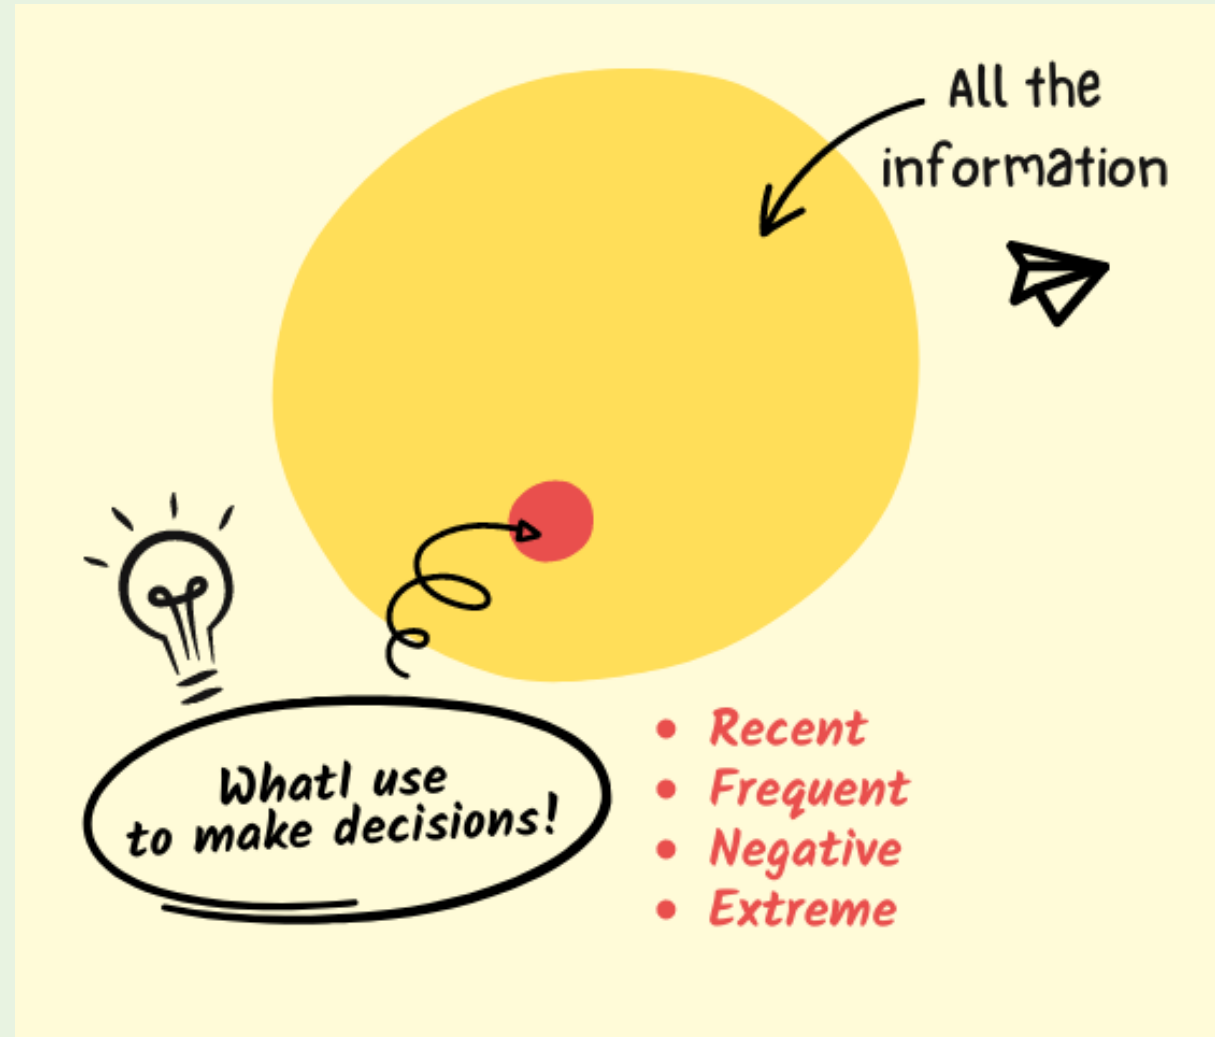 All the
information
WhatI use
to make decisions!
• Recent
• Frequent
• Negative
• Extreme